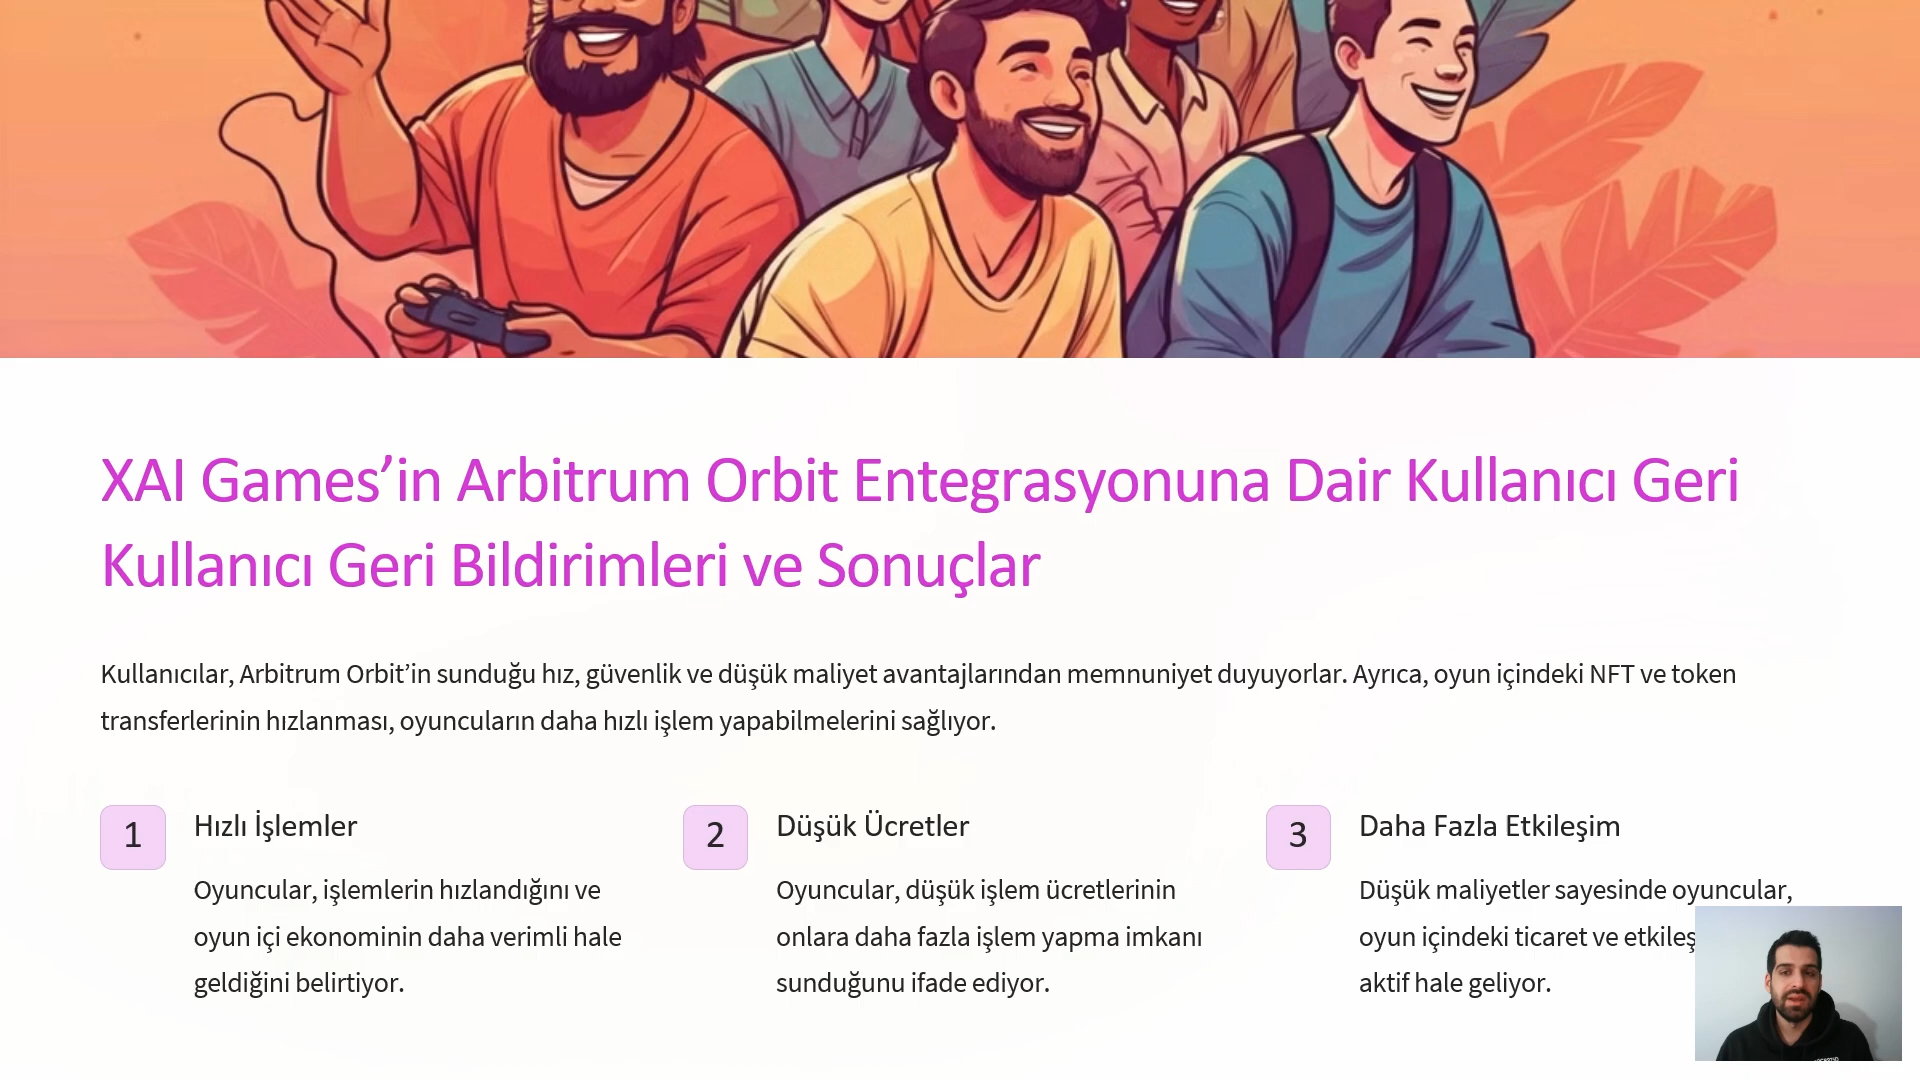 XAI Games’in Arbitrum Orbit Entegrasyonuna Dair Kullanıcı Geri
Kullanıcı Geri Bildirimleri ve Sonuçlar
Kullanıcılar, Arbitrum Orbit’in sunduğu hız, güvenlik ve düşük maliyet avantajlarından memnuniyet duyuyorlar. Ayrıca, oyun içindeki NFT ve token
transferlerinin hızlanması, oyuncuların daha hızlı işlem yapabilmelerini sağlıyor.
1
Hızlı İşlemler
Oyuncular, işlemlerin hızlandığını ve
oyun içi ekonominin daha verimli hale
geldiğini belirtiyor.
2
Düşük Ücretler
Oyuncular, düşük işlem ücretlerinin
onlara daha fazla işlem yapma imkanı
sunduğunu ifade ediyor.
3
Daha Fazla Etkileşim
Düşük maliyetler sayesinde oyuncular,
oyun içindeki ticaret ve
aktif hale geliyor.